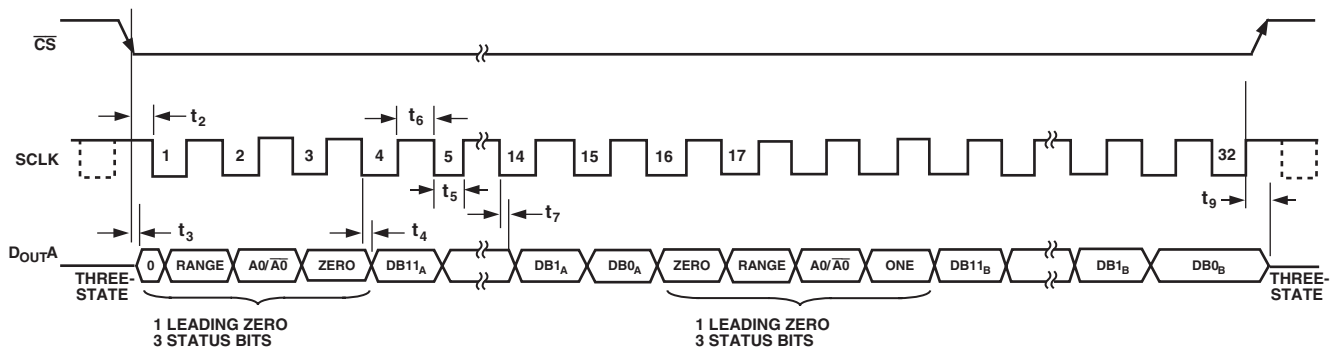 CS
t2
t6
SCLK
1 2 3 4 5 14 15 16 17 32
t5
t7
t9
t3
t4
DOUTA
0 RANGE A0/A0 ZERO DB11A DB1A DB0A ZERO RANGE A0/A0 ONE DB11B DB1B DB0B
THREE-
STATE
THREE-
STATE
1 LEADING ZERO
3 STATUS BITS
1 LEADING ZERO
3 STATUS BITS